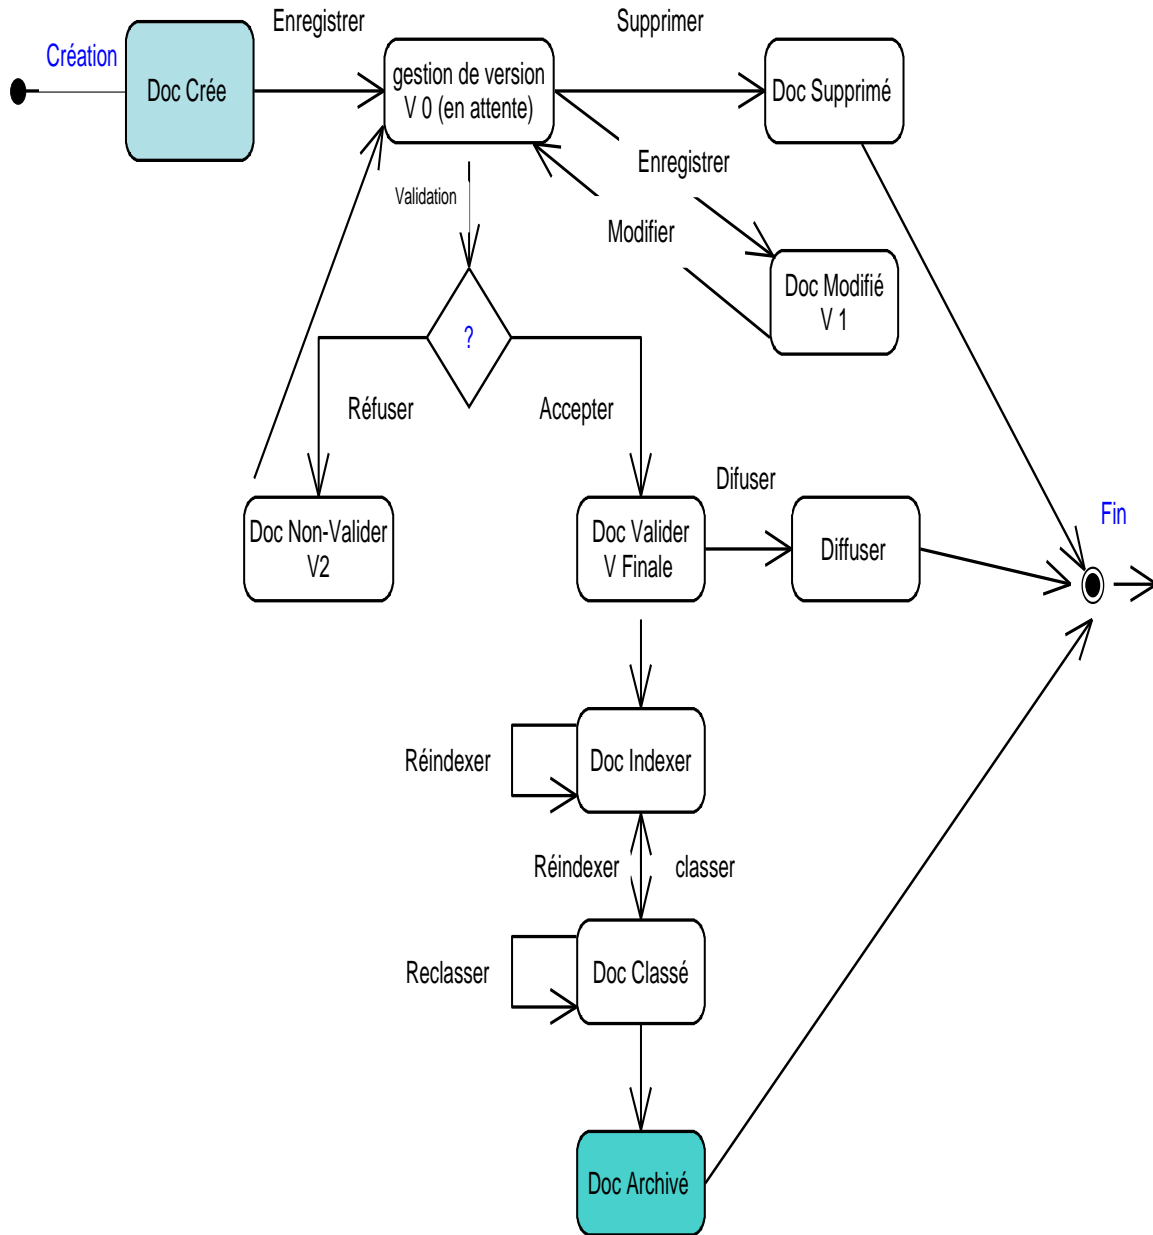 Enregistrer
Supprimer
Création
Doc Crée
gestion de version
V 0 (en attente)
Doc Supprimé
Enregistrer
Validation
Modifier
Doc Modifié
V 1
?
Réfuser
Accepter
Difuser
Fin
Doc Non-Valider
V2
Doc Valider
V Finale
Diffuser
Réindexer
Doc Indexer
Réindexer
classer
Reclasser
Doc Classé
Doc Archivé